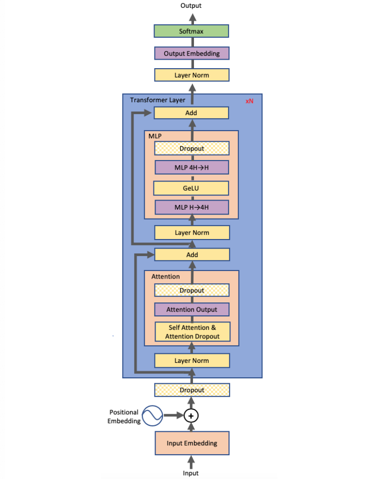 Output
Softmax
Output Embedding
Layer Norm
Transformer Layer
xN
Add
MLP
Dropout
MLP 4H→H
GeLU
MLP H→4H
Layer Norm
Add
Attention
Dropout
Attention Output
Self Attention &
Attention Dropout
Layer Norm
Dropout
Positional
Embedding
+
Input Embedding
Input